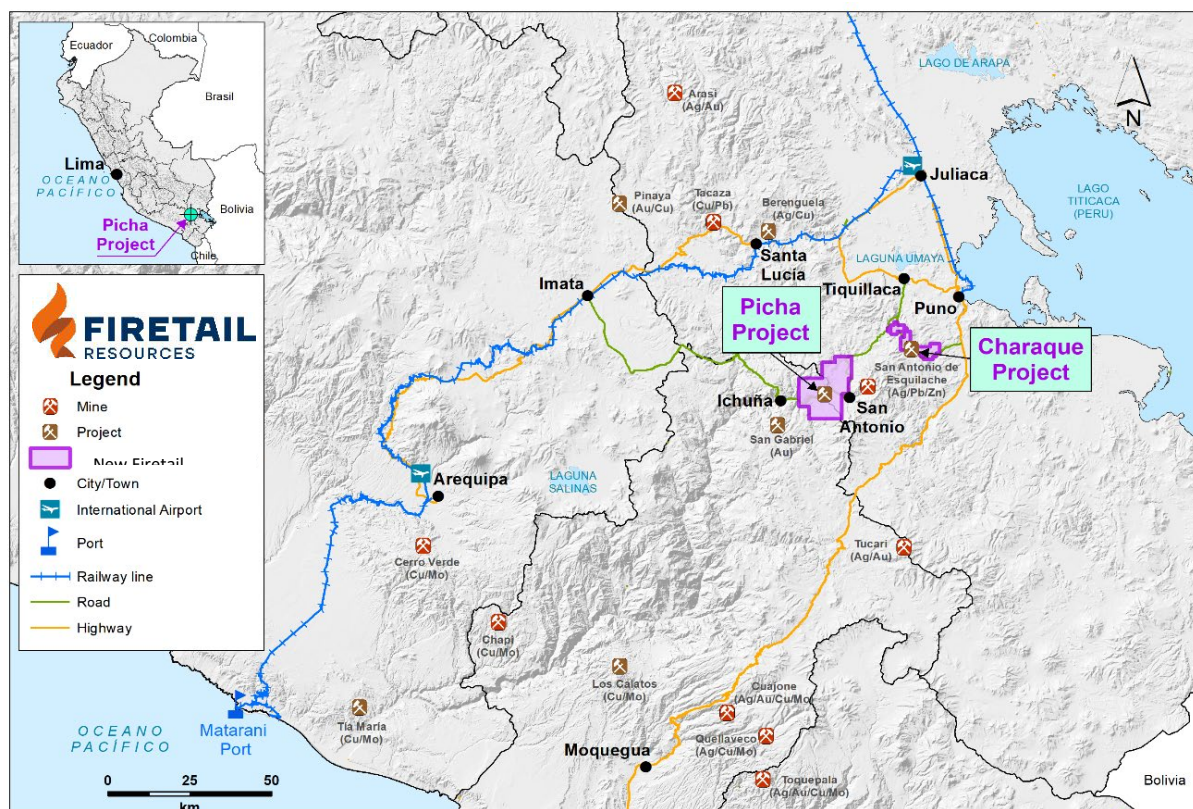 Ecuador
Colombia
Brasil
Lima
OCEANO
PACÍFICO
Bolivia
Picha
Project
Chile
FIRETAIL
RESOURCES
Legend
Mine
Project
New Firetail
City/Town
International Airport
Port
Railway line
Road
Highway
Arasi
(Ag/Au)
LAGO DE ARAPA
N
Juliaca
LAGO
TITICACA
(PERU)
Pinaya
(Au/Cu)
Tacaza
(Cu/Pb)
Berenguela
(Ag/Cu)
Santa
Lucía
LAGUNA UMAYA
Imata
Tiquillaca
Puno
Picha
Project
Charaque
Project
San Antonio de
Esquilache
(Ag/Pb/Zn)
Ichuña
San
Antonio
San Gabriel
(Au)
Arequipa
LAGUNA
SALINAS
Cerro Verde
(Cu/Mo)
Tucari
(Ag/Au)
Chapi
(Cu/Mo)
Los Calatos
(Cu/Mo)
Cuajone
(Ag/Au/Cu/Mo)
Tía María
(Cu/Mo)
Quellaveco
(Ag/Cu/Mo)
Matarani
Port
OCEANO
PACÍFICO
Moquegua
Toquepala
(Ag/Au/Cu/Mo)
Bolivia
0 25 50
km